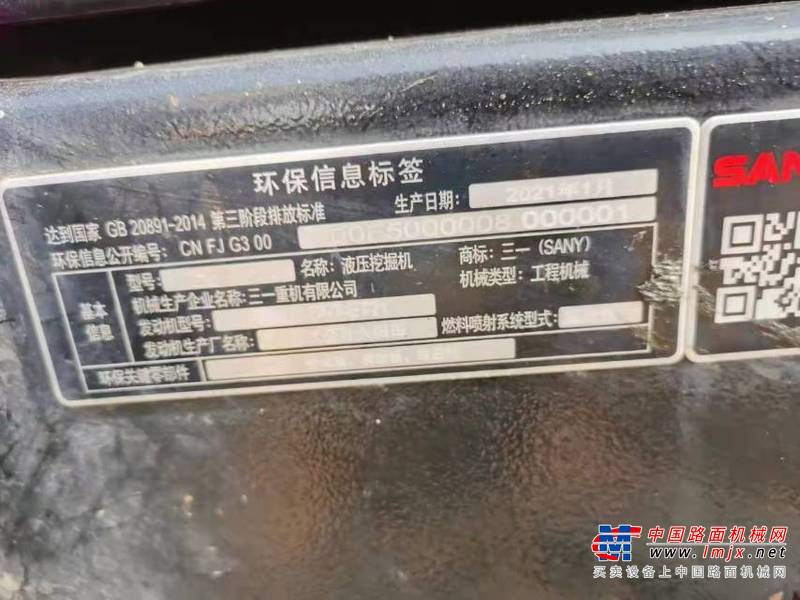 环保信息标签
达到国家 GB 20891-2014 第三阶段排放标准
生产日期: 2021年1月
环保信息公开编号: CN FJ G3 00 5000008 000001
基本信息
型号:
名称: 液压挖掘机
商标: 三一 (SANY)
机械生产企业名称: 三一重机有限公司
机械类型: 工程机械
发动机型号:
发动机生产厂名称:
燃料喷射系统型式:
环保关键零部件
SAN
中国路面机械网
www.lmjx.net
买卖设备上中国路面机械网